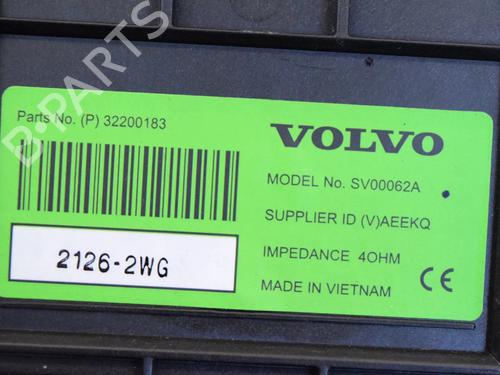 B-PARTS
Parts No. (P) 32200183
2126-2WG
VOLVO
MODEL No. SV00062A
SUPPLIER ID (V)AEEKQ
IMPEDANCE 4OHM
MADE IN VIETNAM
CE